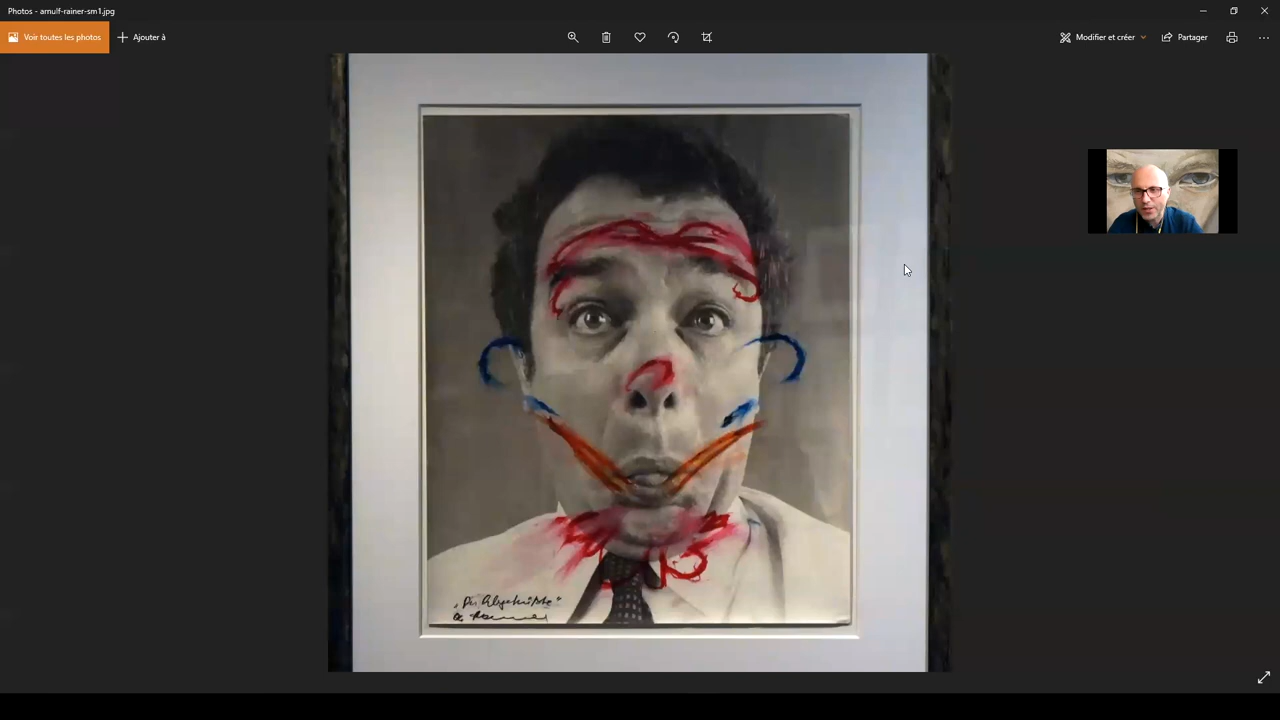 Photos - arnulf-rainer-sm1.jpg
Voir toutes les photos
Ajouter à
Modifier et créer
Partager